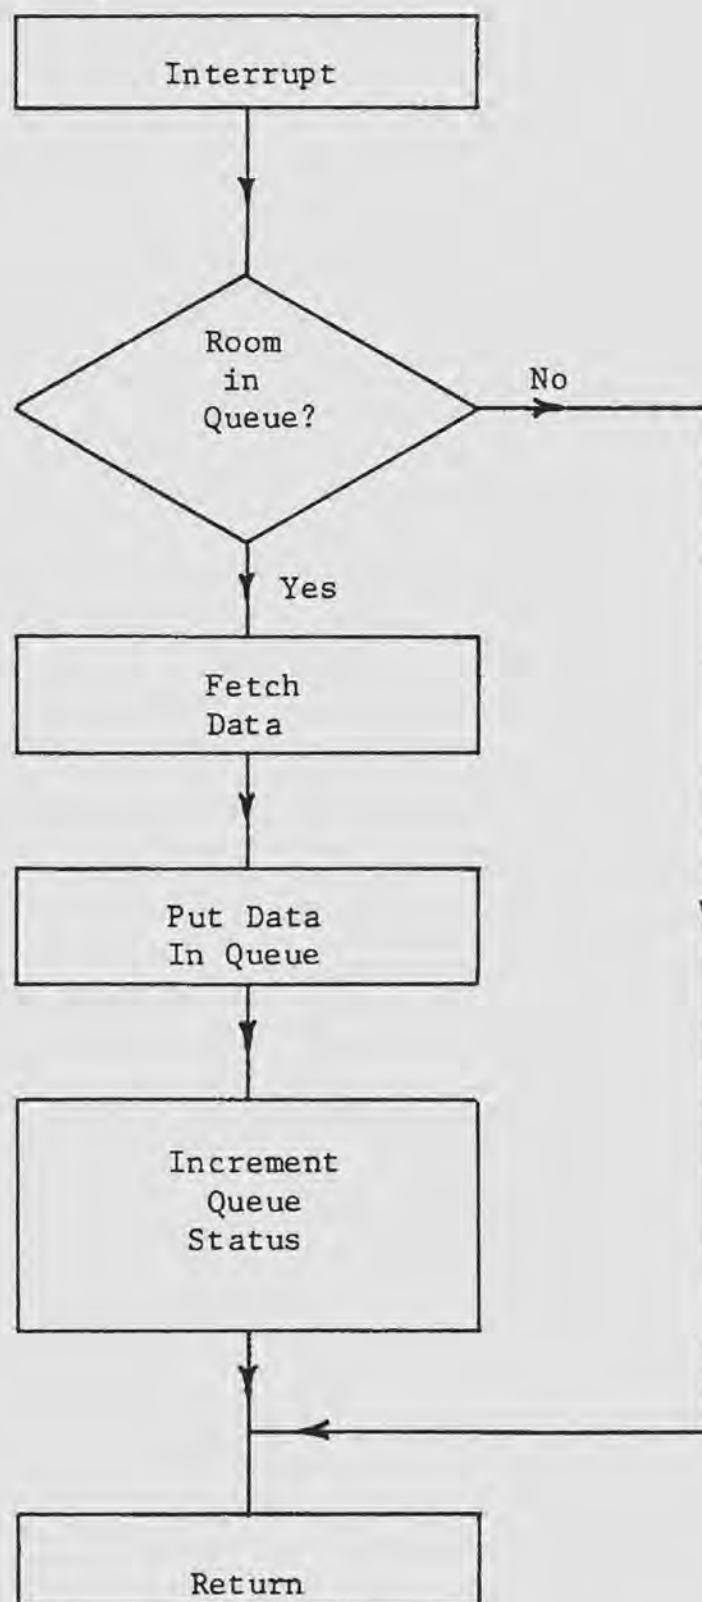 Interrupt
Room
in
Queue?
No
Yes
Fetch
Data
Put Data
In Queue
Increment
Queue
Status
Return